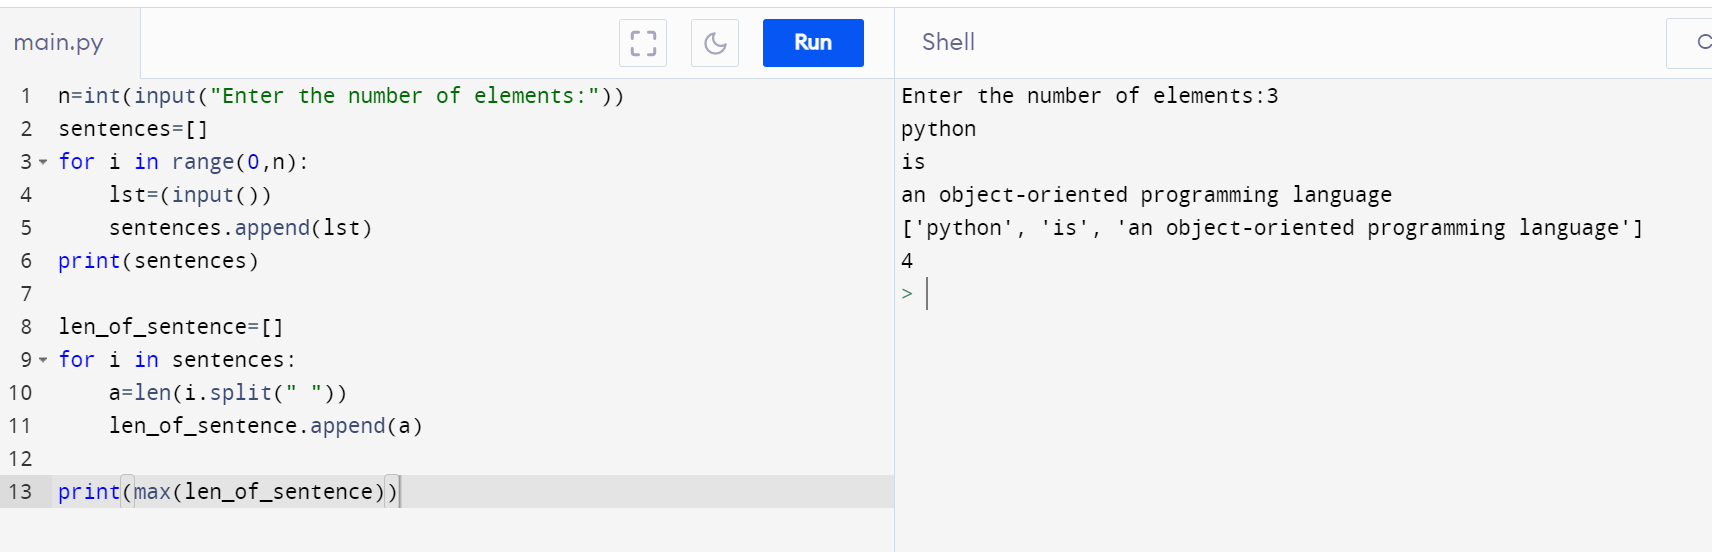 main.py
Run
1 n=int(input("Enter the number of elements:"))
2 sentences=[]
3 for i in range(0,n):
4     lst=(input())
5     sentences.append(lst)
6 print(sentences)
7
8 len_of_sentence=[]
9 for i in sentences:
10     a=len(i.split(" "))
11     len_of_sentence.append(a)
12
13 print(max(len_of_sentence))
Shell
Enter the number of elements:3
python
is
an object-oriented programming language
['python', 'is', 'an object-oriented programming language']
4
>